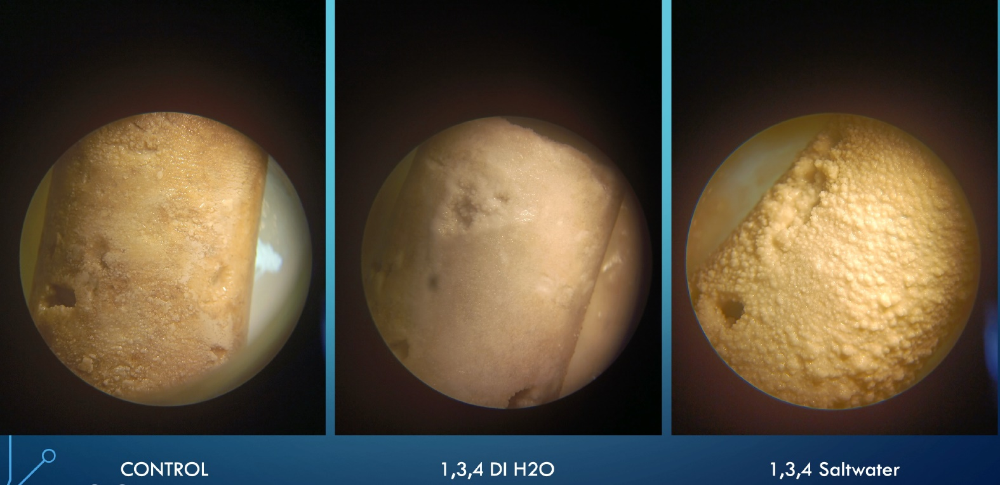 CONTROL
1,3,4 DI H2O
1,3,4 Saltwater